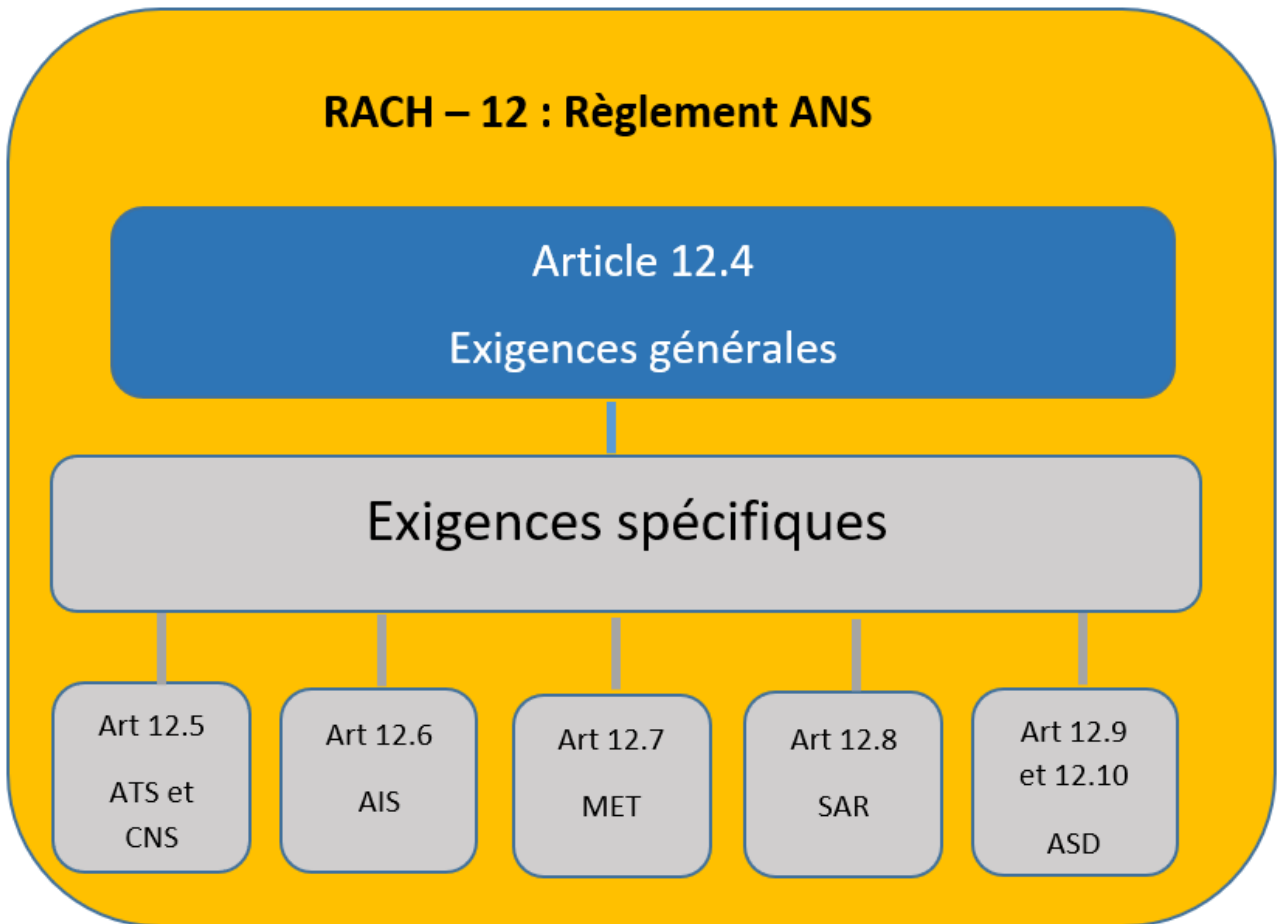 RACH – 12 : Règlement ANS
Article 12.4
Exigences générales
Exigences spécifiques
Art 12.5
ATS et
CNS
Art 12.6
AIS
Art 12.7
MET
Art 12.8
SAR
Art 12.9
et 12.10
ASD